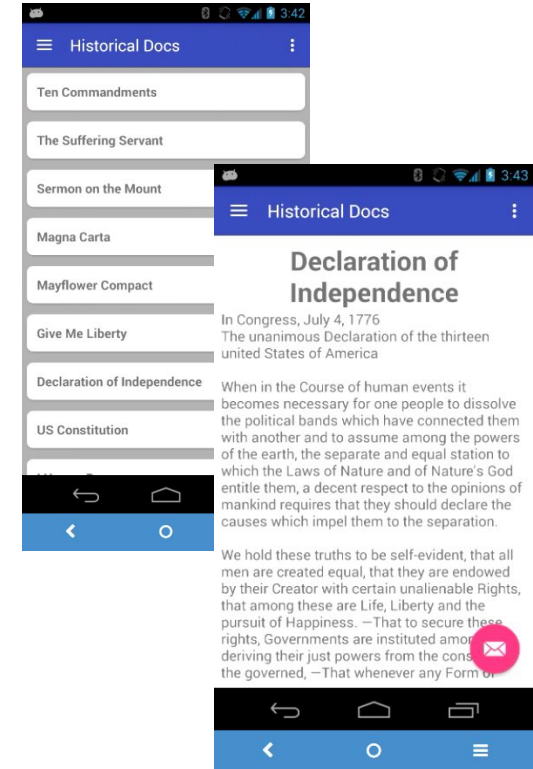 3:42
Historical Docs
Ten Commandments
The Suffering Servant
Sermon on the Mount
Magna Carta
Mayflower Compact
Give Me Liberty
Declaration of Independence
US Constitution
3:43
Historical Docs
Declaration of
Independence
In Congress, July 4, 1776
The unanimous Declaration of the thirteen
united States of America
When in the Course of human events it
becomes necessary for one people to dissolve
the political bands which have connected them
with another and to assume among the powers
of the earth, the separate and equal station to
which the Laws of Nature and of Nature's God
entitle them, a decent respect to the opinions of
mankind requires that they should declare the
causes which impel them to the separation.
We hold these truths to be self-evident, that all
men are created equal, that they are endowed
by their Creator with certain unalienable Rights,
that among these are Life, Liberty and the
pursuit of Happiness. —That to secure these
rights, Governments are instituted
deriving their just powers from the
the governed, —That whenever any Form of